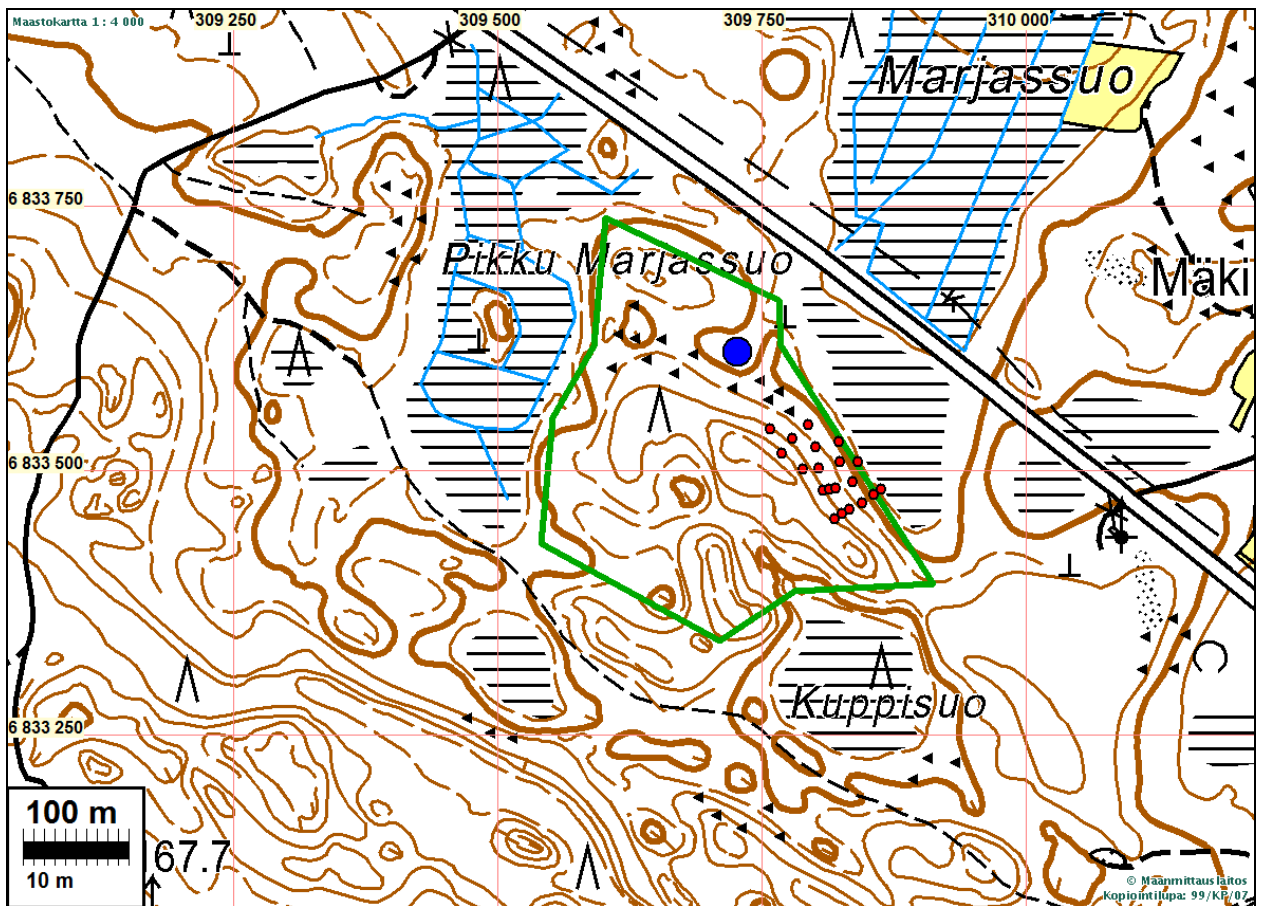 Maastokartta 1 : 4 000
309 250
309 500
309 750
310 000
Marjassuo
6 833 750
Pikku Marjassuo
Mäki
6 833 500
Kuppisuo
6 833 250
100 m
10 m
67.7
© Maanmittauslaitos
Kopiointilupa: 99/KP/07